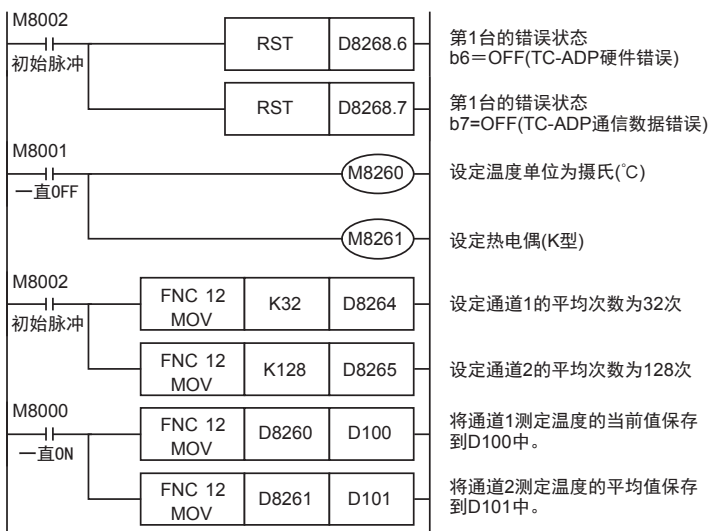 M8002
初始脉冲
RST D8268.6
第1台的错误状态
b6＝OFF(TC-ADP硬件错误)
RST D8268.7
第1台的错误状态
b7=OFF(TC-ADP通信数据错误)
M8001
一直OFF
M8260
设定温度单位为摄氏(℃)
M8261
设定热电偶(K型)
M8002
初始脉冲
FNC 12
MOV
K32 D8264
设定通道1的平均次数为32次
FNC 12
MOV
K128 D8265
设定通道2的平均次数为128次
M8000
一直ON
FNC 12
MOV
D8260 D100
将通道1测定温度的当前值保存
到D100中。
FNC 12
MOV
D8261 D101
将通道2测定温度的平均值保存
到D101中。